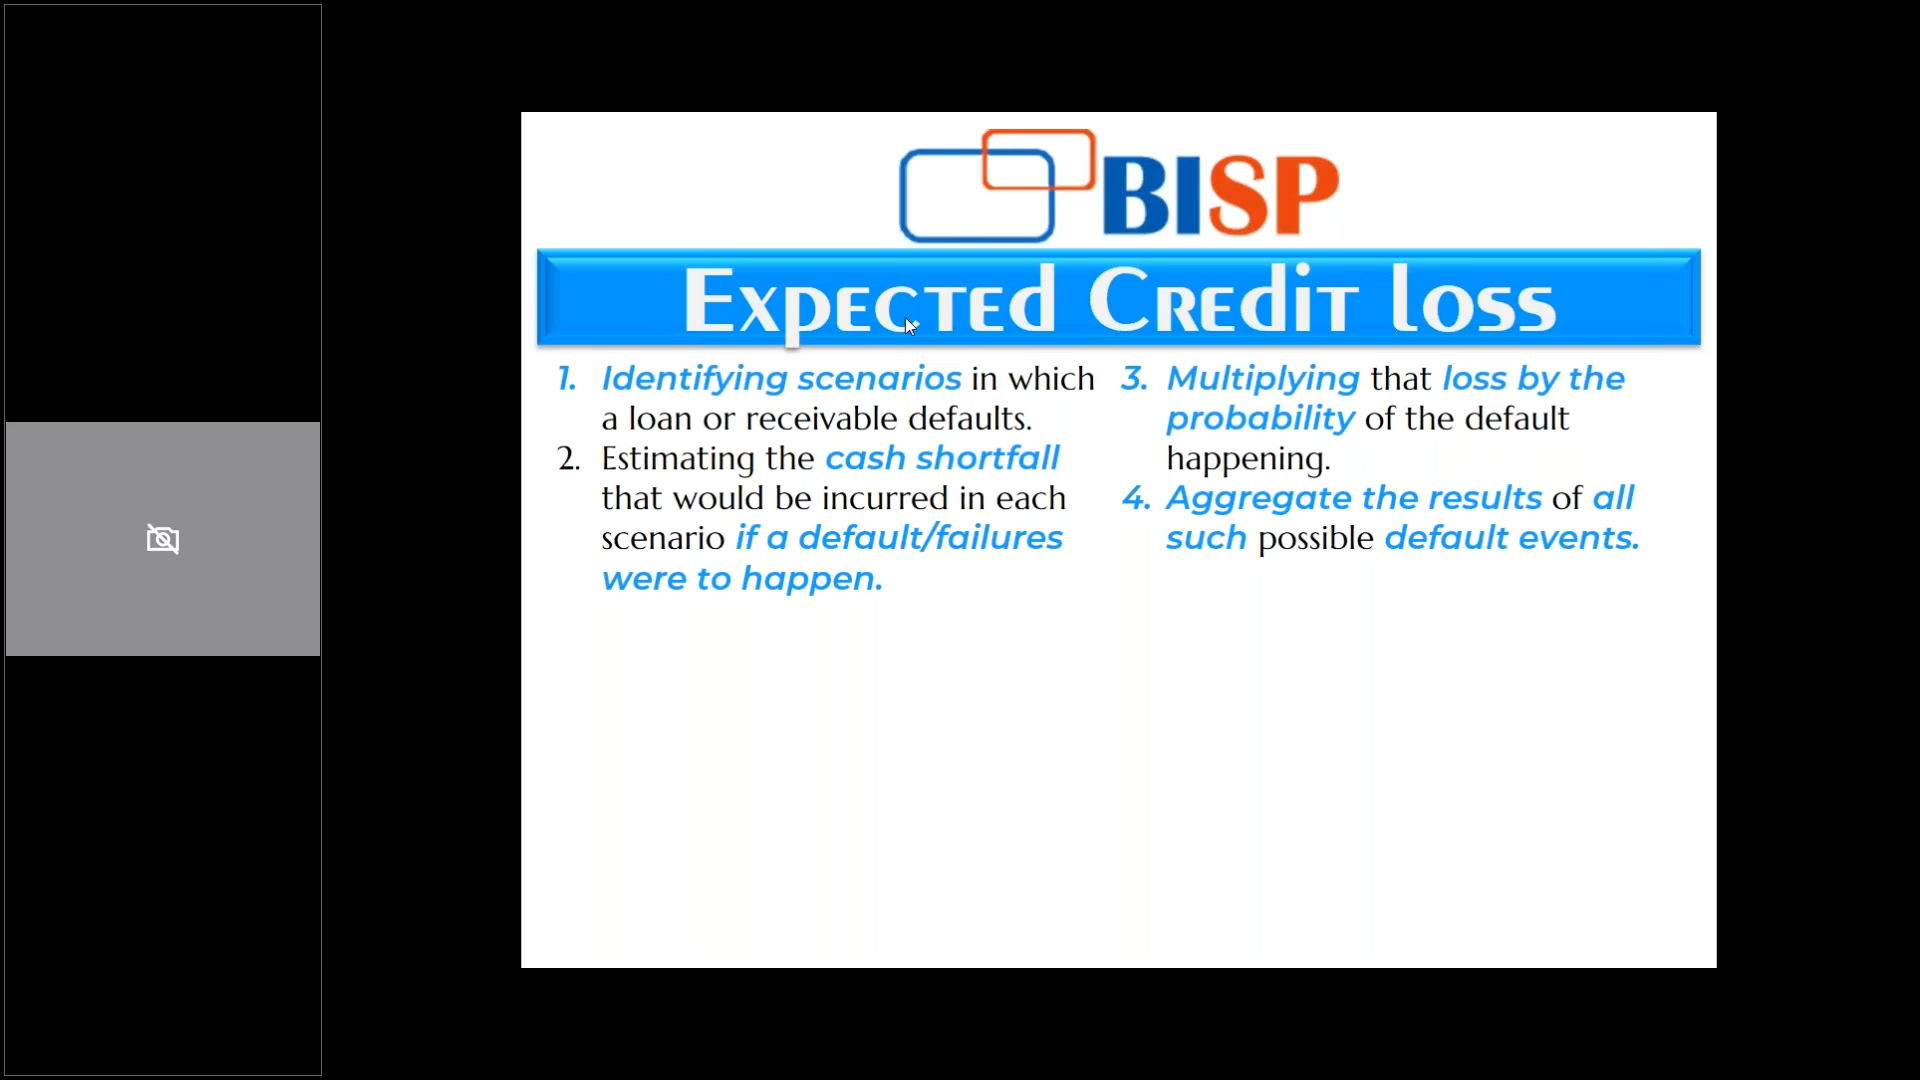 BISP
Expected Credit loss
1. Identifying scenarios in which
a loan or receivable defaults.
2. Estimating the cash shortfall
that would be incurred in each
scenario if a default/failures
were to happen.
3. Multiplying that loss by the
probability of the default
happening.
4. Aggregate the results of all
such possible default events.